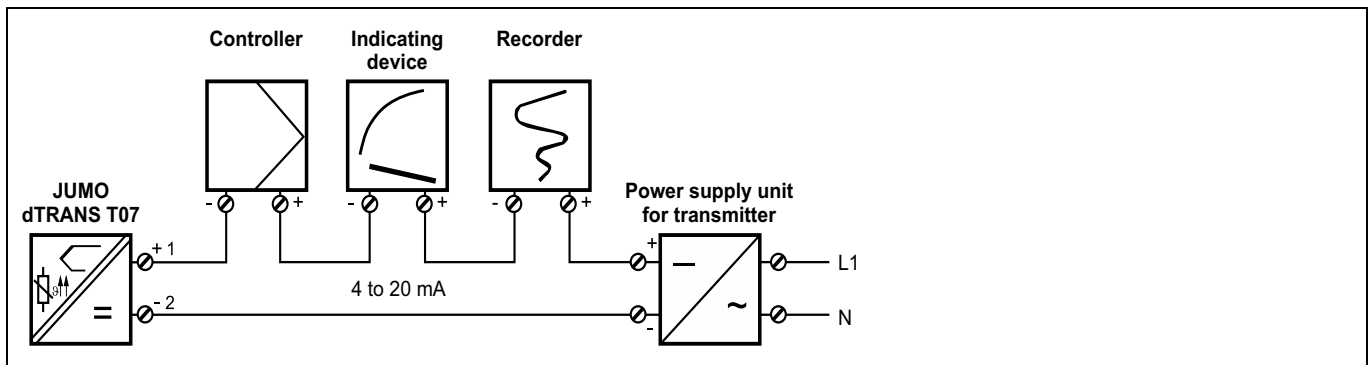 Controller
Indicating
device
Recorder
JUMO
dTRANS T07
Power supply unit
for transmitter
- +
- +
- +
+ 1
+
L1
4 to 20 mA
- 2
-
N
ϑ
=
~